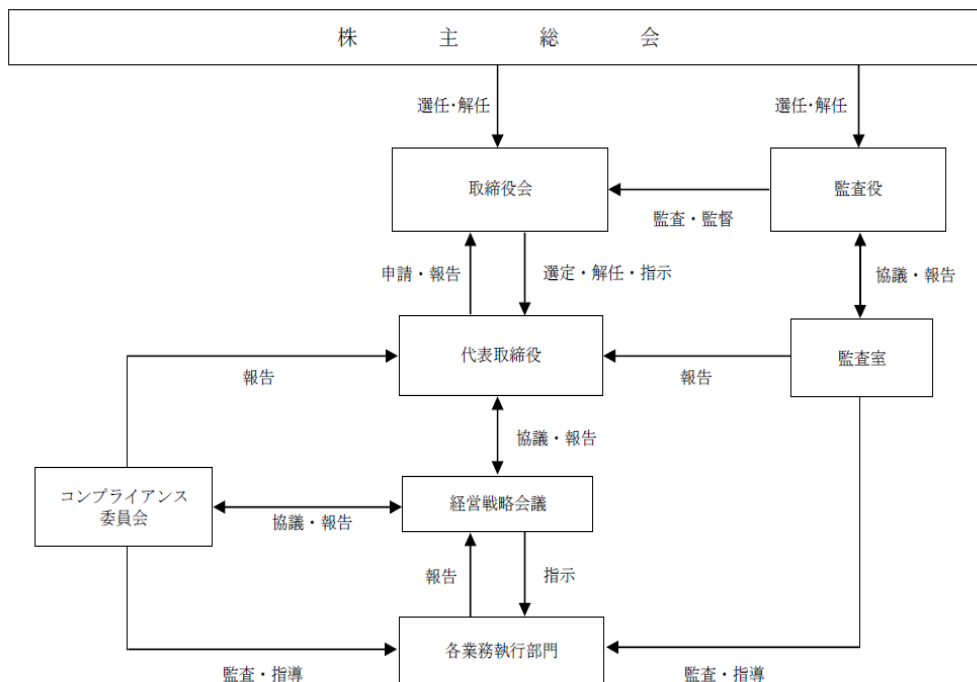 株主総会
選任・解任
選任・解任
取締役会
監査役
監査・監督
申請・報告
選定・解任・指示
協議・報告
代表取締役
監査室
報告
報告
協議・報告
コンプライアンス
委員会
経営戦略会議
協議・報告
報告
指示
各業務執行部門
監査・指導
監査・指導